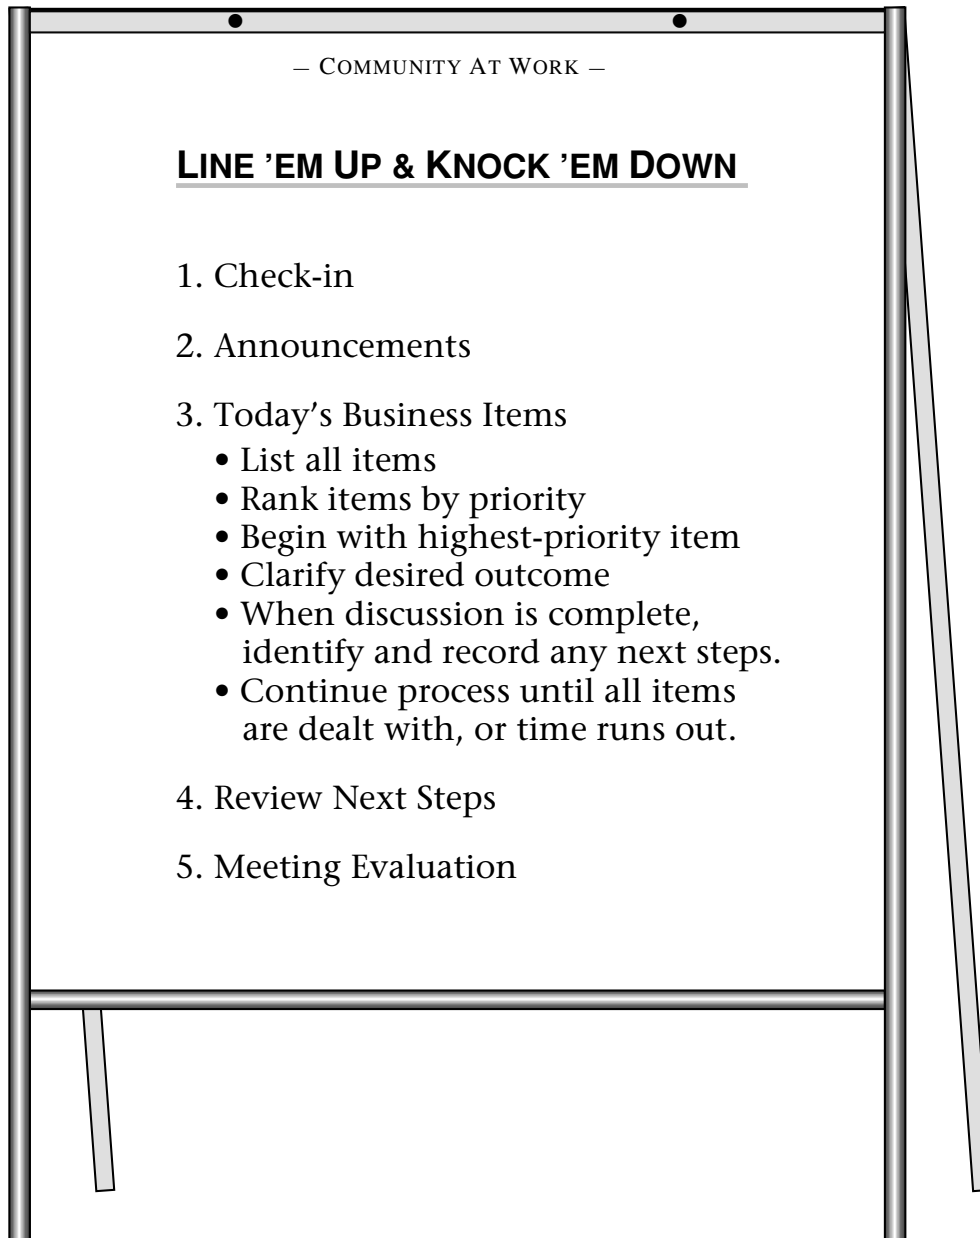 — COMMUNITY AT WORK —
LINE ’EM UP & KNOCK ’EM DOWN
1. Check-in
2. Announcements
3. Today’s Business Items
• List all items
• Rank items by priority
• Begin with highest-priority item
• Clarify desired outcome
• When discussion is complete,
identify and record any next steps.
• Continue process until all items
are dealt with, or time runs out.
4. Review Next Steps
5. Meeting Evaluation